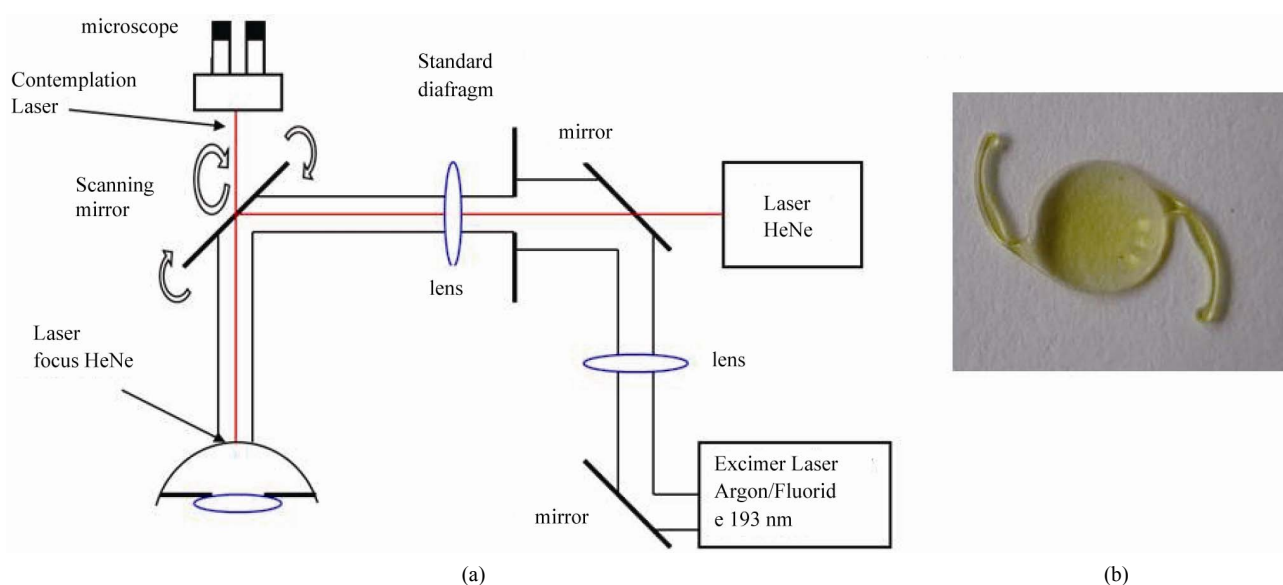 microscope
Contemplation
Laser
Standard
diafragm
mirror
Scanning
mirror
Laser
HeNe
lens
Laser
focus HeNe
lens
Excimer Laser
Argon/Fluorid
e 193 nm
mirror
(a)
(b)